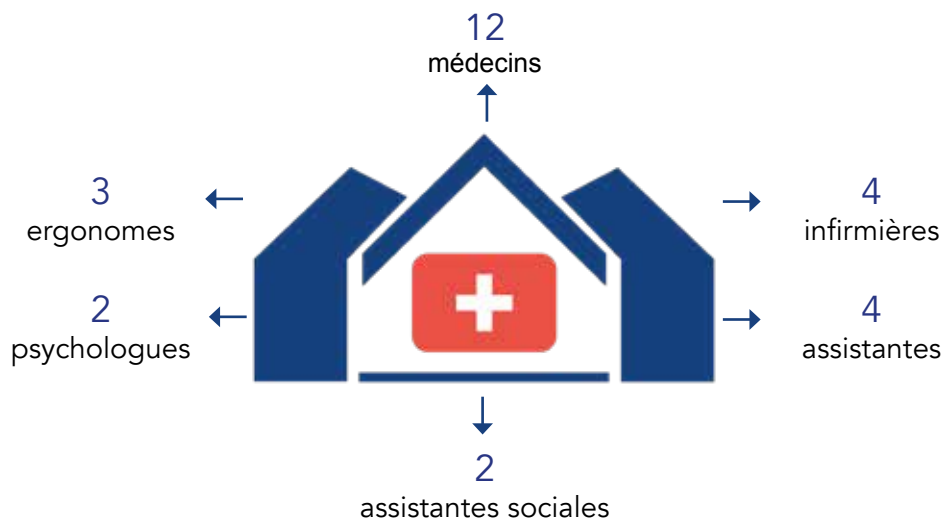 12
médecins
3
ergonomes
4
infirmières
2
psychologues
4
assistantes
2
assistantes sociales